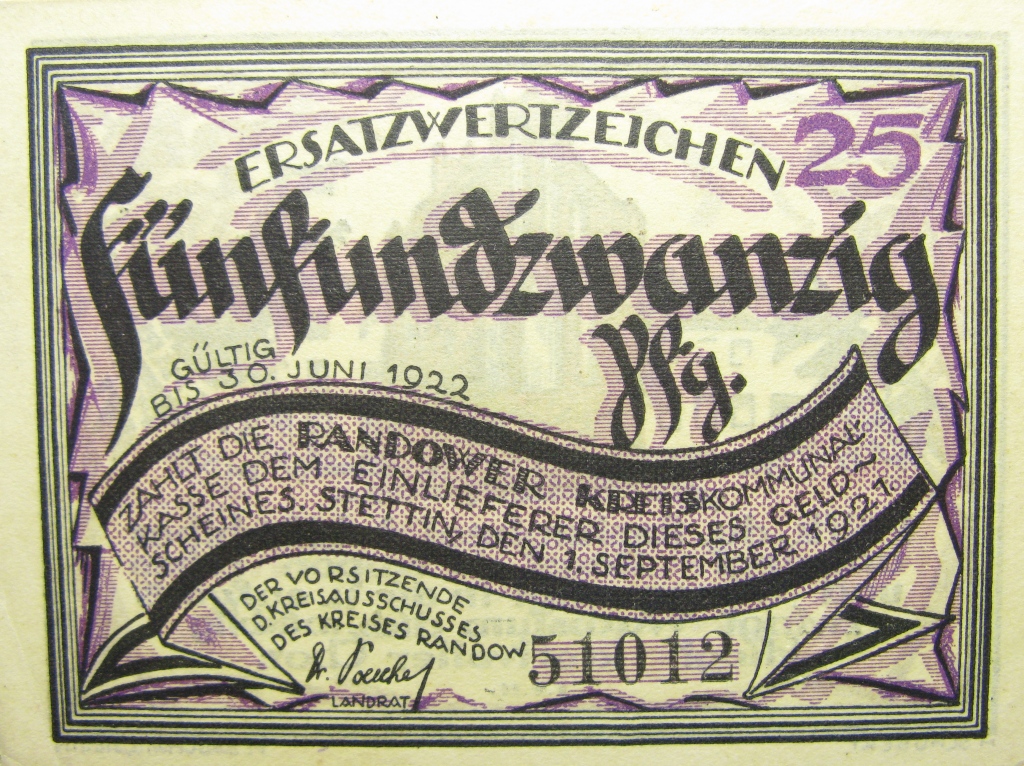 ERSATZWERTZEICHEN 25
Fünfundzwanzig
Pfg.
GÜLTIG
BIS 30. JUNI 1922
ZAHLT DIE RANDOWER KREISKOMMUNAL-
KASSE DEM EINLIEFERER DIESES GELD~
SCHEINES. STETTIN, DEN 1. SEPTEMBER 1921.
DER VORSITZENDE
D. KREISAUSSCHUSSES
DES KREISES RANDOW
51012
Dr.
LANDRAT